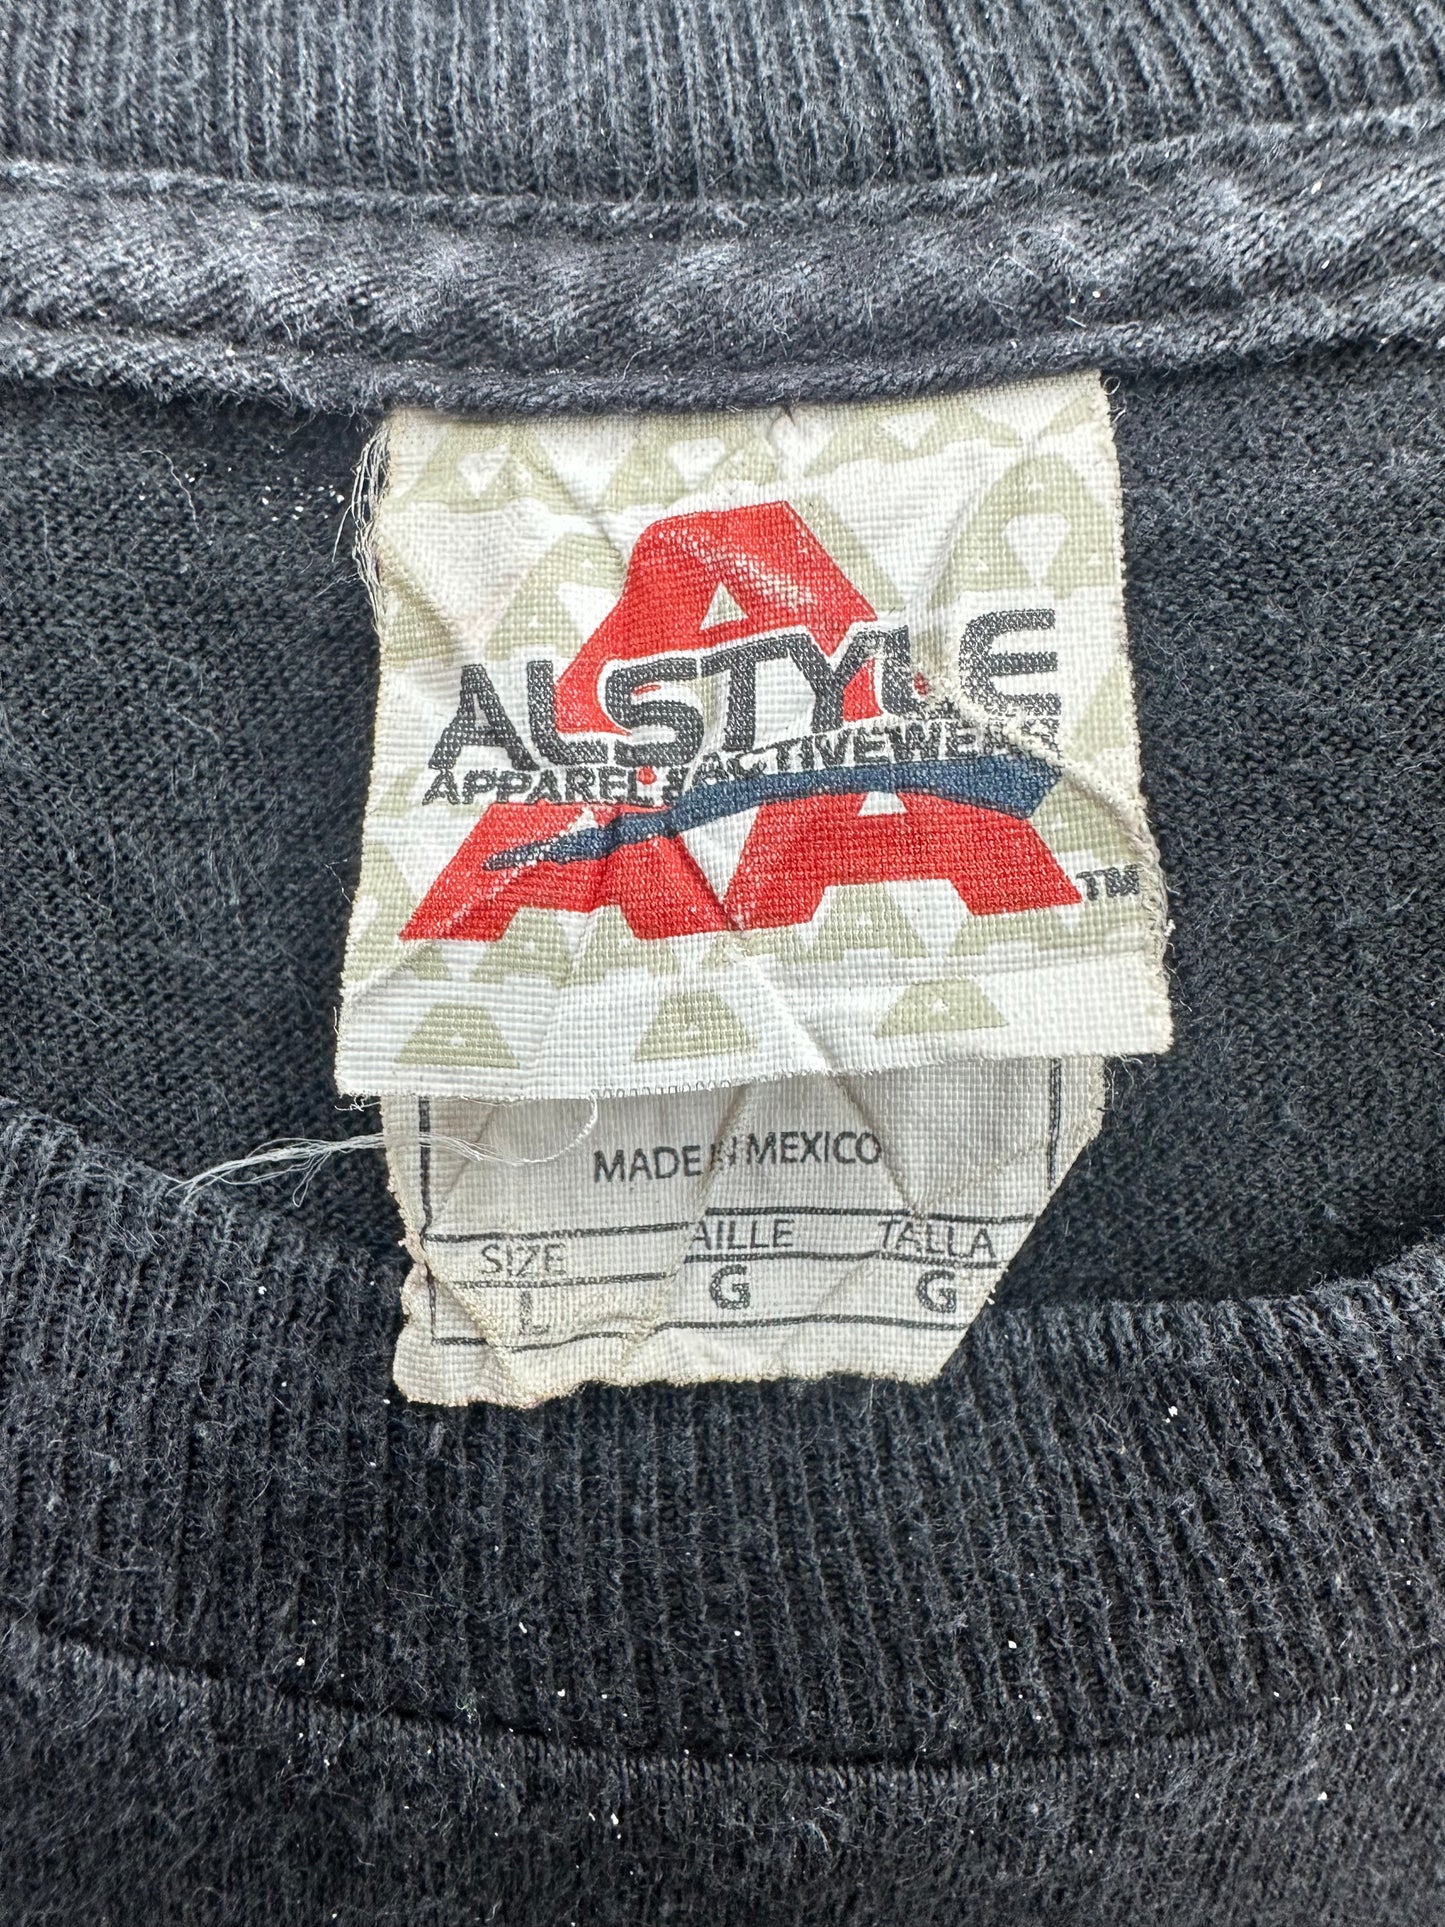 ALSTYLE
APPAREL & ACTIVEWEAR
TM
MADE IN MEXICO
SIZE AILLE TALLA
L G G